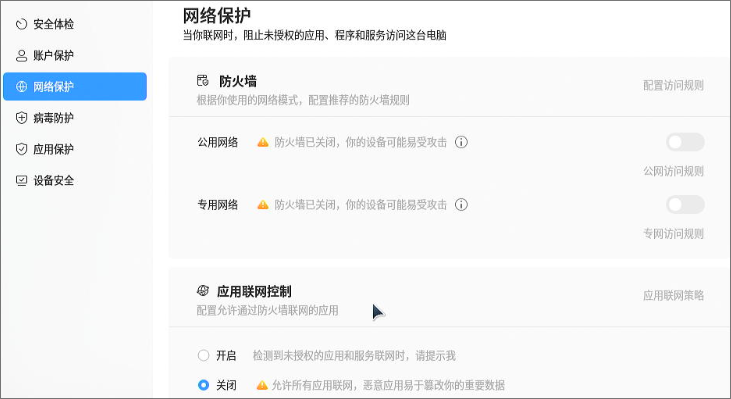 网络保护
当你联网时，阻止未授权的应用、程序和服务访问这台电脑
安全体检
账户保护
网络保护
病毒防护
应用保护
设备安全
防火墙
配置访问规则
根据你使用的网络模式，配置推荐的防火墙规则
公用网络 防火墙已关闭，你的设备可能易受攻击
公网访问规则
专用网络 防火墙已关闭，你的设备可能易受攻击
专网访问规则
应用联网控制
应用联网策略
配置允许通过防火墙联网的应用
开启 检测到未授权的应用和服务联网时，请提示我
关闭 允许所有应用联网，恶意应用易于篡改你的重要数据